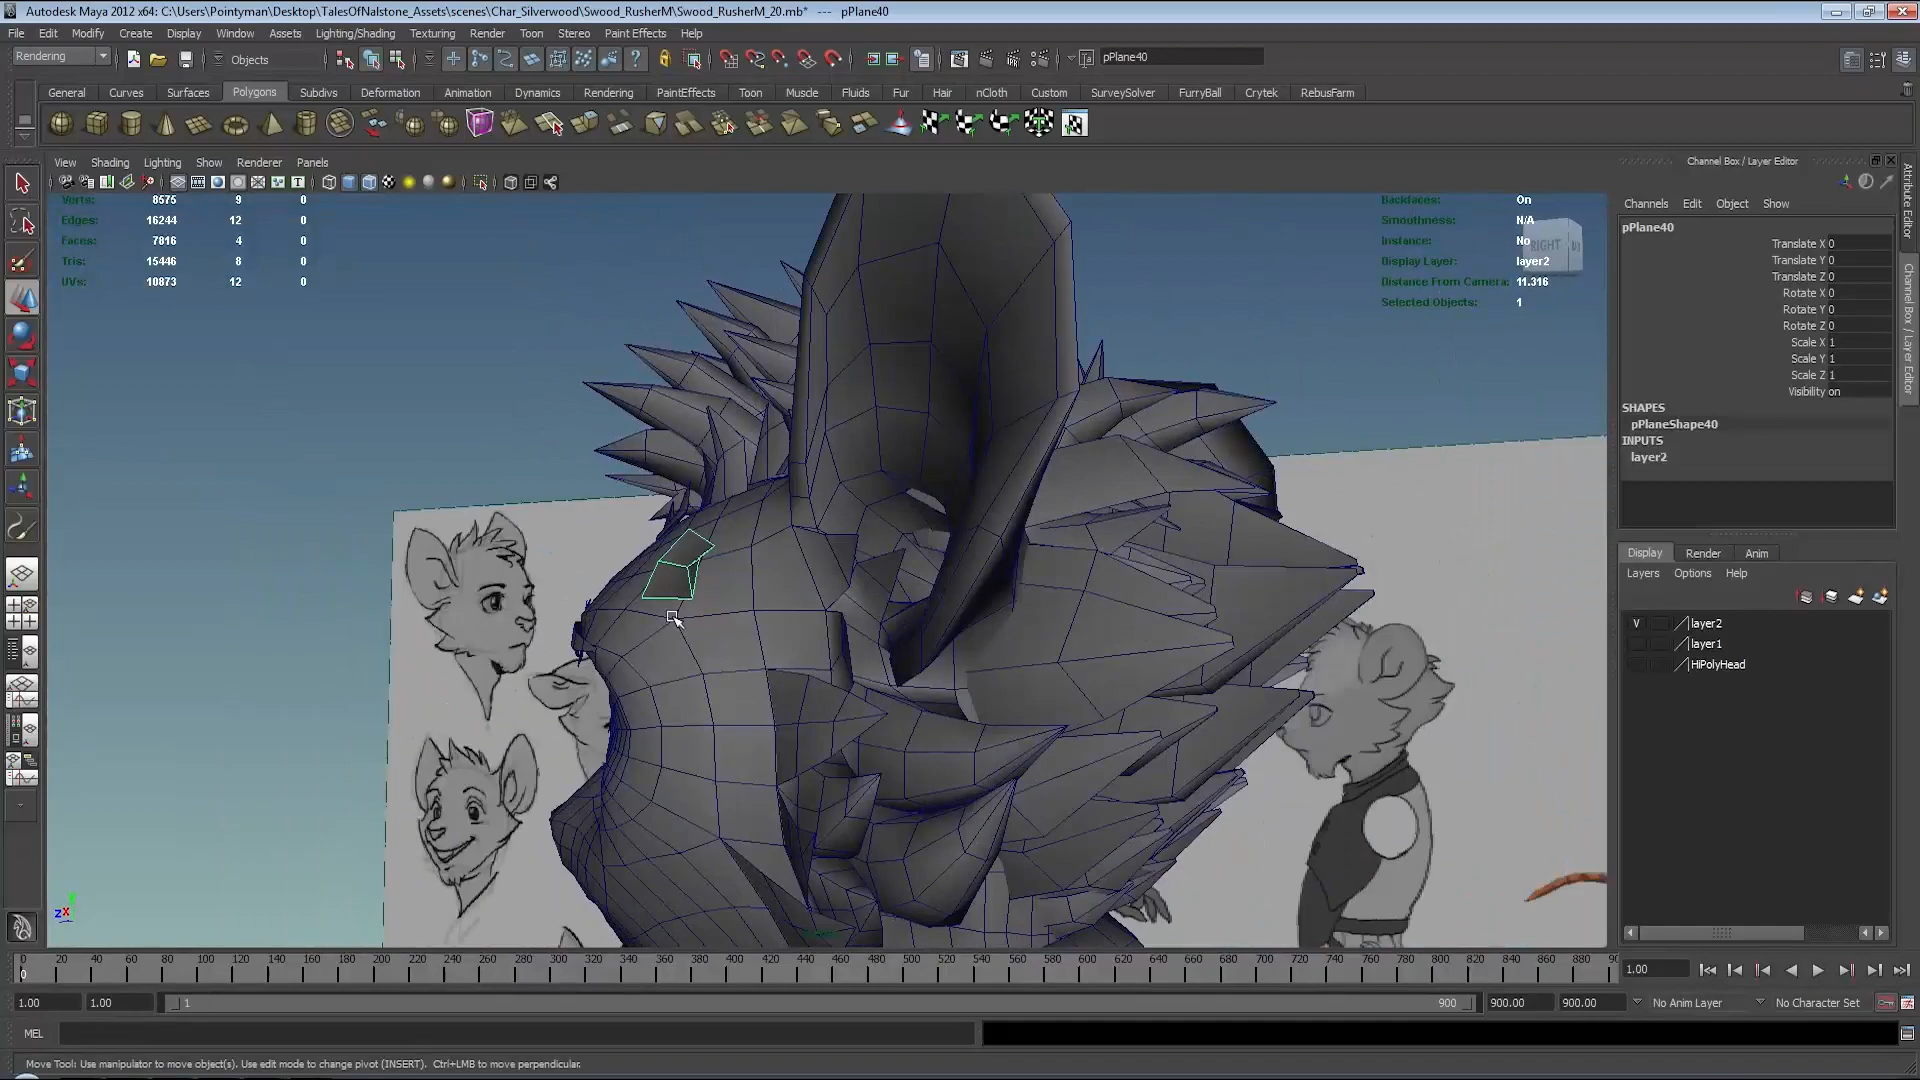 Autodesk Maya 2012 x64: C:\Users\Pointyman\Desktop\TalesOfNalstone_Assets\scenes\Char_Silverwood\Swood_RusherM\Swood_RusherM_20.mb* --- pPlane40
File Edit Modify Create Display Window Assets Lighting/Shading Texturing Render Toon Stereo Paint Effects Muscle Help
Rendering Objects pPlane40
General Curves Surfaces Polygons Subdivs Deformation Animation Dynamics Rendering PaintEffects Toon Muscle Fluids Fur Hair nCloth Custom SurveySolver FurryBall Crytek RebusFarm
View Shading Lighting Show Renderer Panels
Channel Box / Layer Editor
Channels Edit Object Show
Verts: 8575 9 0
Edges: 16244 12 0
Faces: 7816 4 0
Tris: 15446 8 0
UVs: 10873 12 0
Backfaces: On
Smoothness: N/A
Instance: No
Display Layer: layer2
Distance From Camera: 11.316
Selected Objects: 1
RIGHT
pPlane40
Translate X 0
Translate Y 0
Translate Z 0
Rotate X 0
Rotate Y 0
Rotate Z 0
Scale X 1
Scale Y 1
Scale Z 1
Visibility on
SHAPES
pPlaneShape40
INPUTS
layer2
Attribute Editor
Channel Box / Layer Editor
Display Render Anim
Layers Options Help
V layer2
layer1
HiPolyHead
z x
0 20 40 60 80 100 120 140 160 180 200 220 240 260 280 300 320 340 360 380 400 420 440 460 480 500 520 540 560 580 600 620 640 660 680 700 720 740 760 780 800 820 840 860 880 90
0
1.00
1.00 1.00 1 900 900.00 900.00 No Anim Layer No Character Set
MEL
Move Tool: Use manipulator to move object(s). Use edit mode to change pivot (INSERT). Ctrl+LMB to move perpendicular.